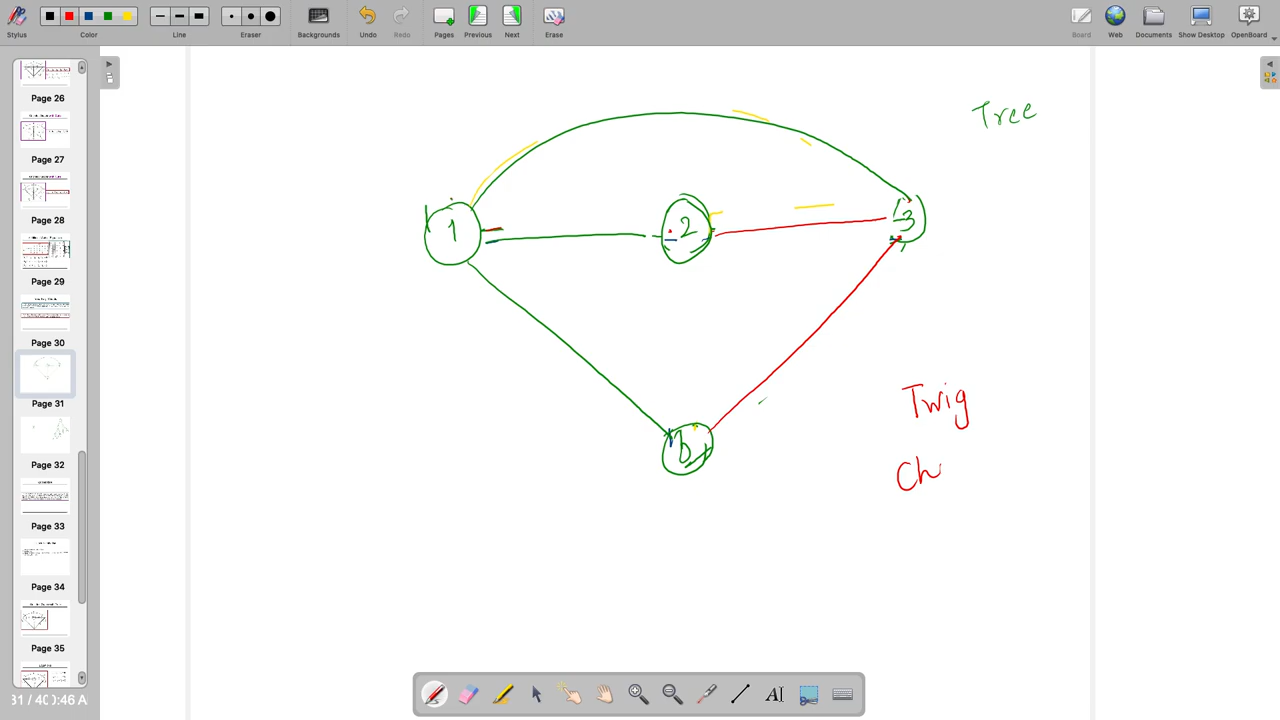 Stylus
Color
Line
Eraser
Backgrounds
Undo
Redo
Pages
Previous
Next
Erase
Board
Web
Documents
Show Desktop
OpenBoard
Page 26
Page 27
Page 28
Page 29
Page 30
Page 31
Page 32
Page 33
Page 34
Page 35
Tree
1
2
3
b
Twig
Ch